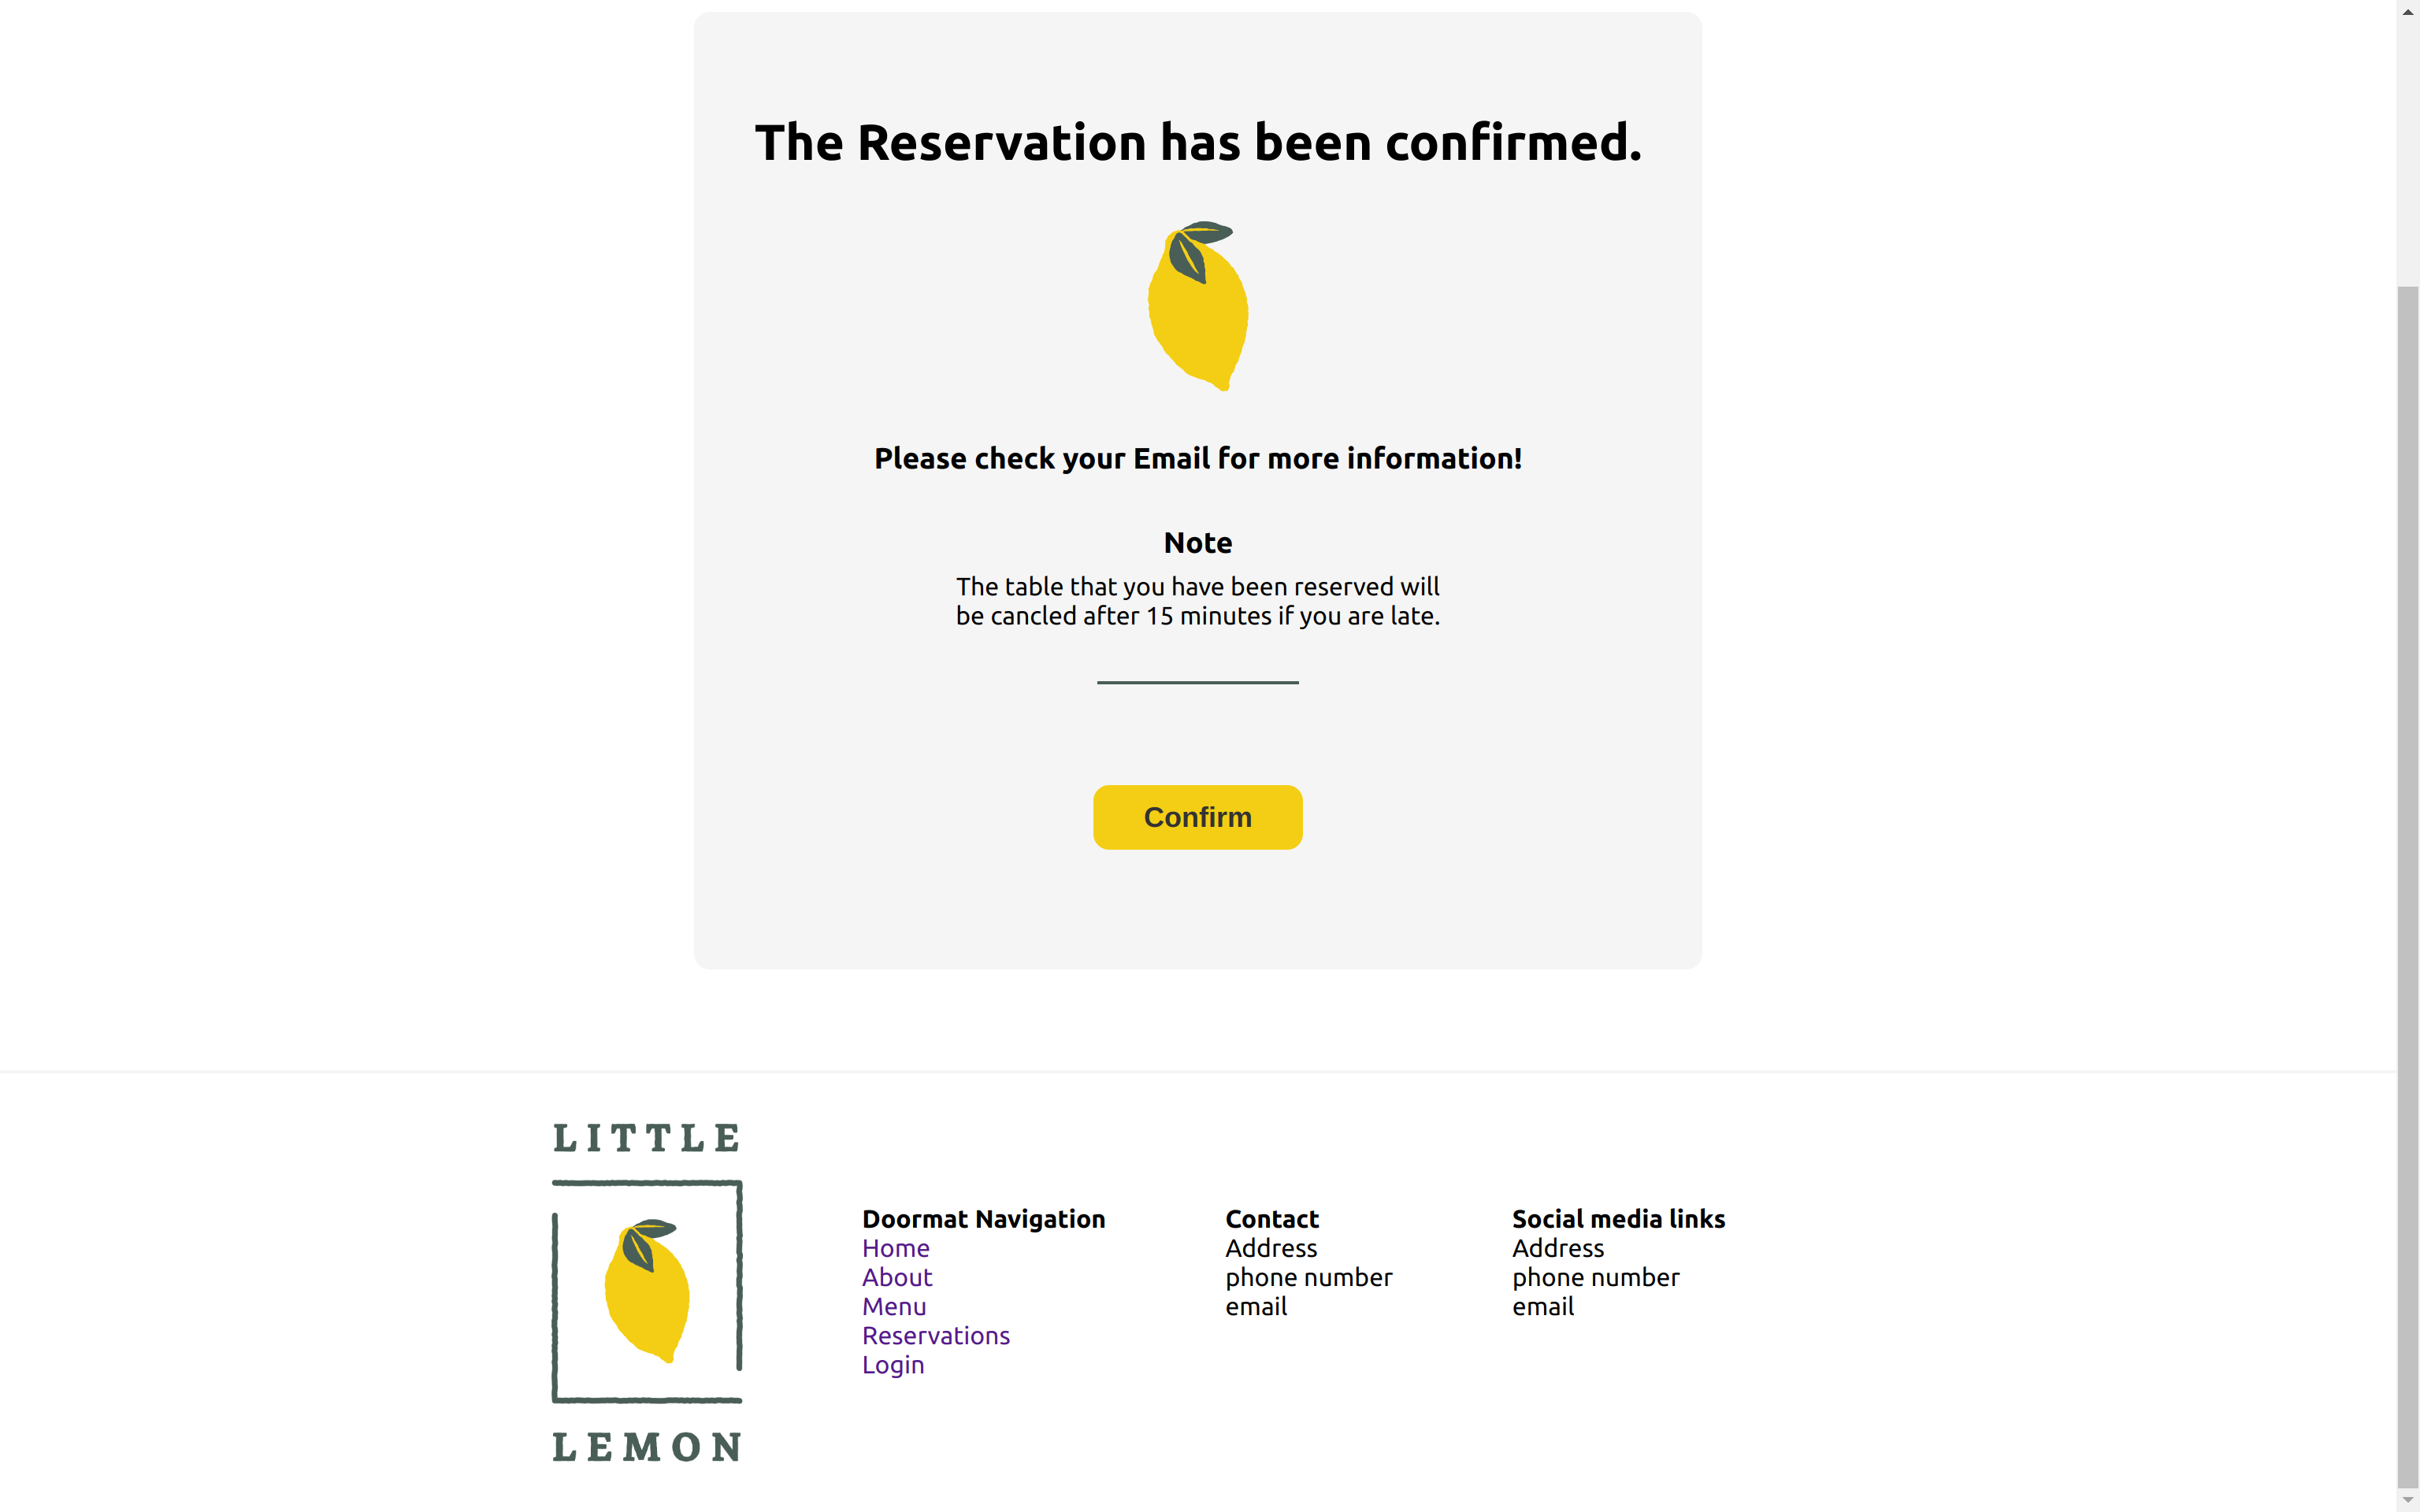 The Reservation has been confirmed.
Please check your Email for more information!
Note
The table that you have been reserved will
be cancled after 15 minutes if you are late.
Confirm
LITTLE
LEMON
Doormat Navigation
Home
About
Menu
Reservations
Login
Contact
Address
phone number
email
Social media links
Address
phone number
email